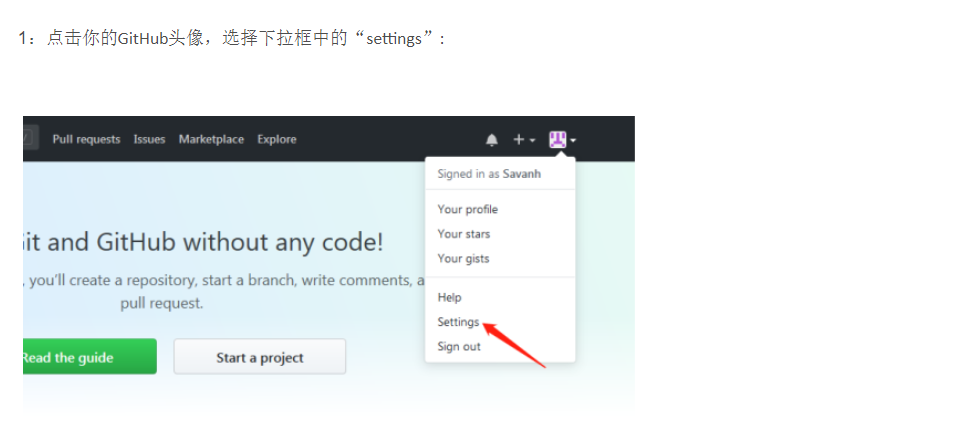 1：点击你的GitHub头像，选择下拉框中的“settings”：
Pull requests Issues Marketplace Explore
Signed in as Savanh
Your profile
Your stars
Your gists
Help
Settings
Sign out
it and GitHub without any code!
, you’ll create a repository, start a branch, write comments, a
pull request.
Read the guide
Start a project